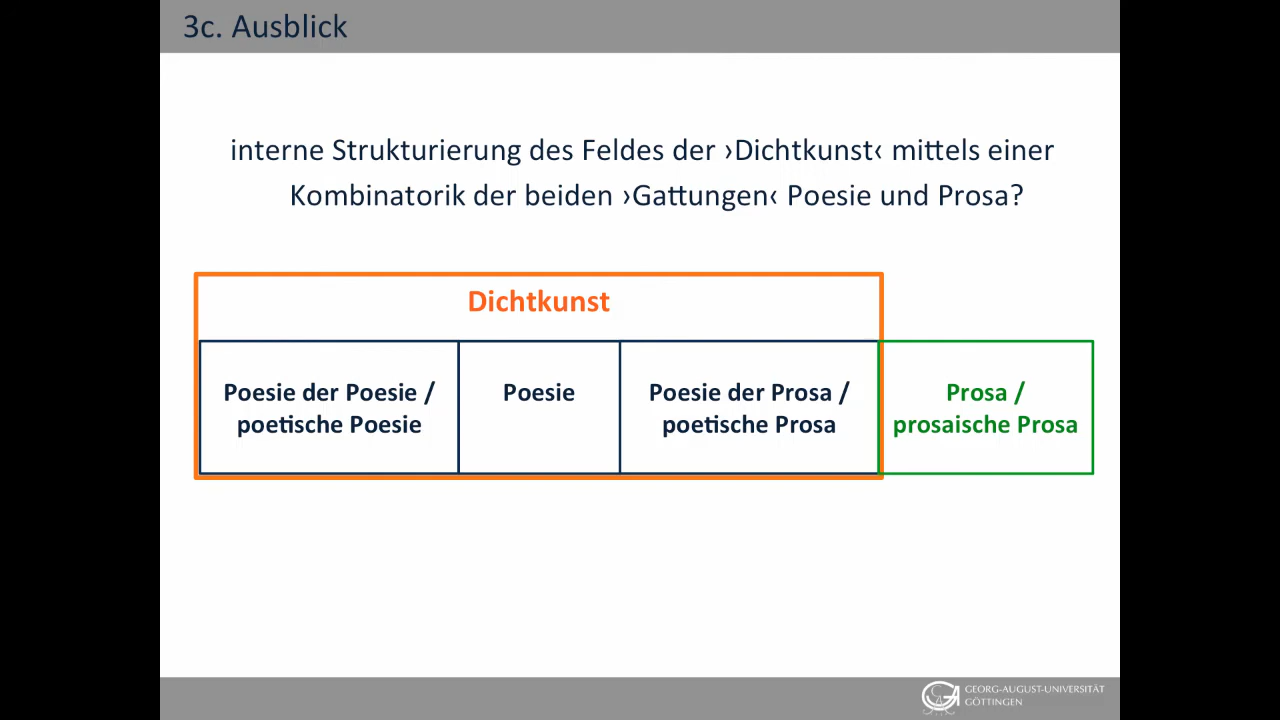 3c. Ausblick
interne Strukturierung des Feldes der ›Dichtkunst‹ mittels einer
Kombinatorik der beiden ›Gattungen‹ Poesie und Prosa?
Dichtkunst
Poesie der Poesie /
poetische Poesie
Poesie
Poesie der Prosa /
poetische Prosa
Prosa /
prosaische Prosa
GEORG-AUGUST-UNIVERSITÄT
GÖTTINGEN